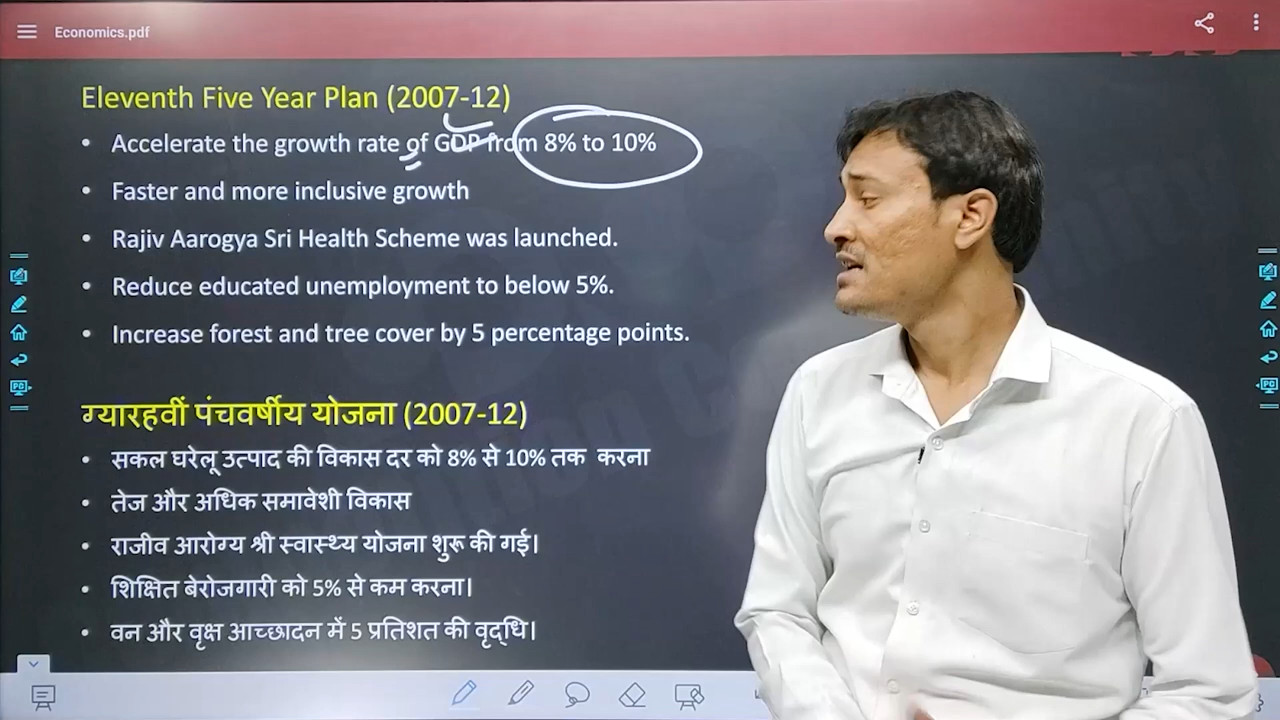 Economics.pdf
Eleventh Five Year Plan (2007-12)
• Accelerate the growth rate of GDP from 8% to 10%
• Faster and more inclusive growth
• Rajiv Aarogya Sri Health Scheme was launched.
• Reduce educated unemployment to below 5%.
• Increase forest and tree cover by 5 percentage points.
ग्यारहवीं पंचवर्षीय योजना (2007-12)
• सकल घरेलू उत्पाद की विकास दर को 8% से 10% तक करना
• तेज और अधिक समावेशी विकास
• राजीव आरोग्य श्री स्वास्थ्य योजना शुरू की गई।
• शिक्षित बेरोजगारी को 5% से कम करना।
• वन और वृक्ष आच्छादन में 5 प्रतिशत की वृद्धि।